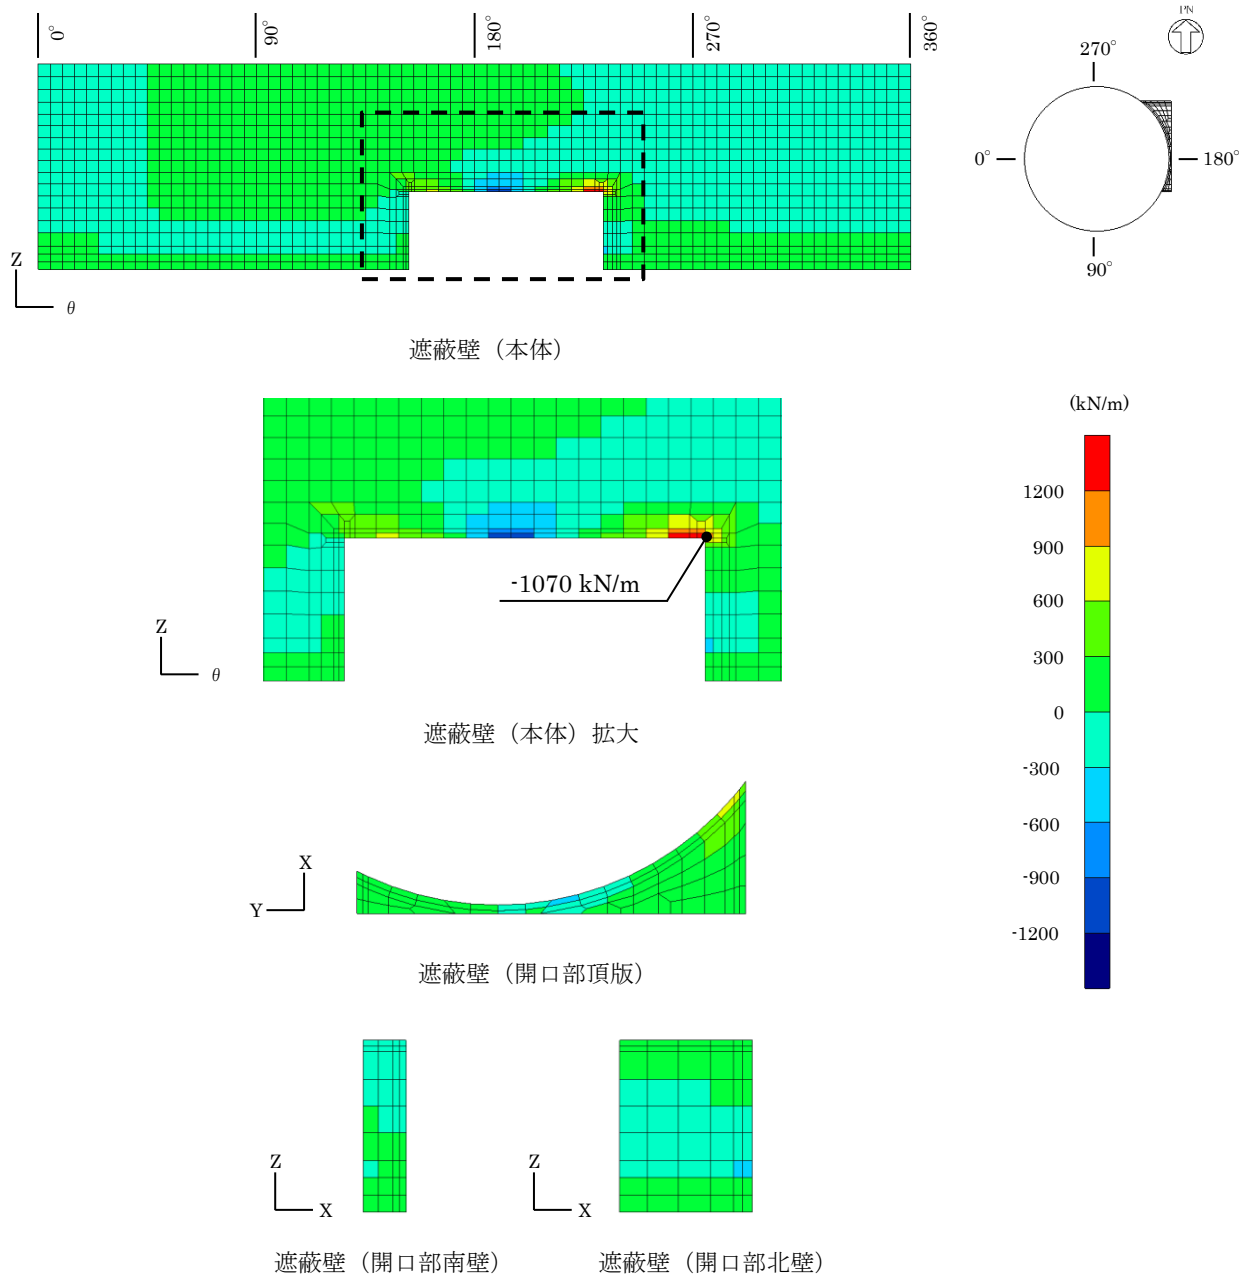 0°
90°
180°
270°
360°
PN
270°
0°
180°
90°
Z
θ
遮蔽壁（本体）
(kN/m)
1200
900
600
300
0
-300
-600
-900
-1200
-1070 kN/m
Z
θ
遮蔽壁（本体）拡大
X
Y
遮蔽壁（開口部頂版）
Z
X
Z
X
遮蔽壁（開口部南壁）
遮蔽壁（開口部北壁）